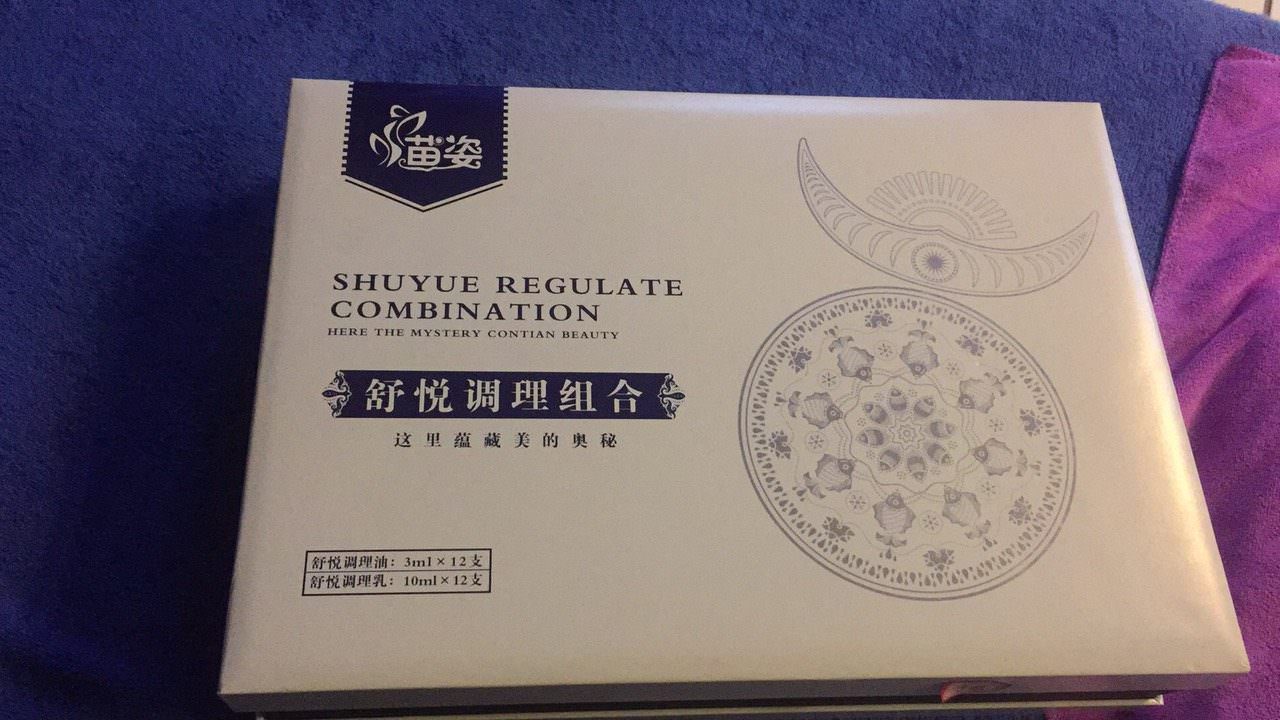 苗姿
SHUYUE REGULATE
COMBINATION
HERE THE MYSTERY CONTIAN BEAUTY
舒悦调理组合
这里蕴藏美的奥秘
舒悦调理油：3ml×12支
舒悦调理乳：10ml×12支